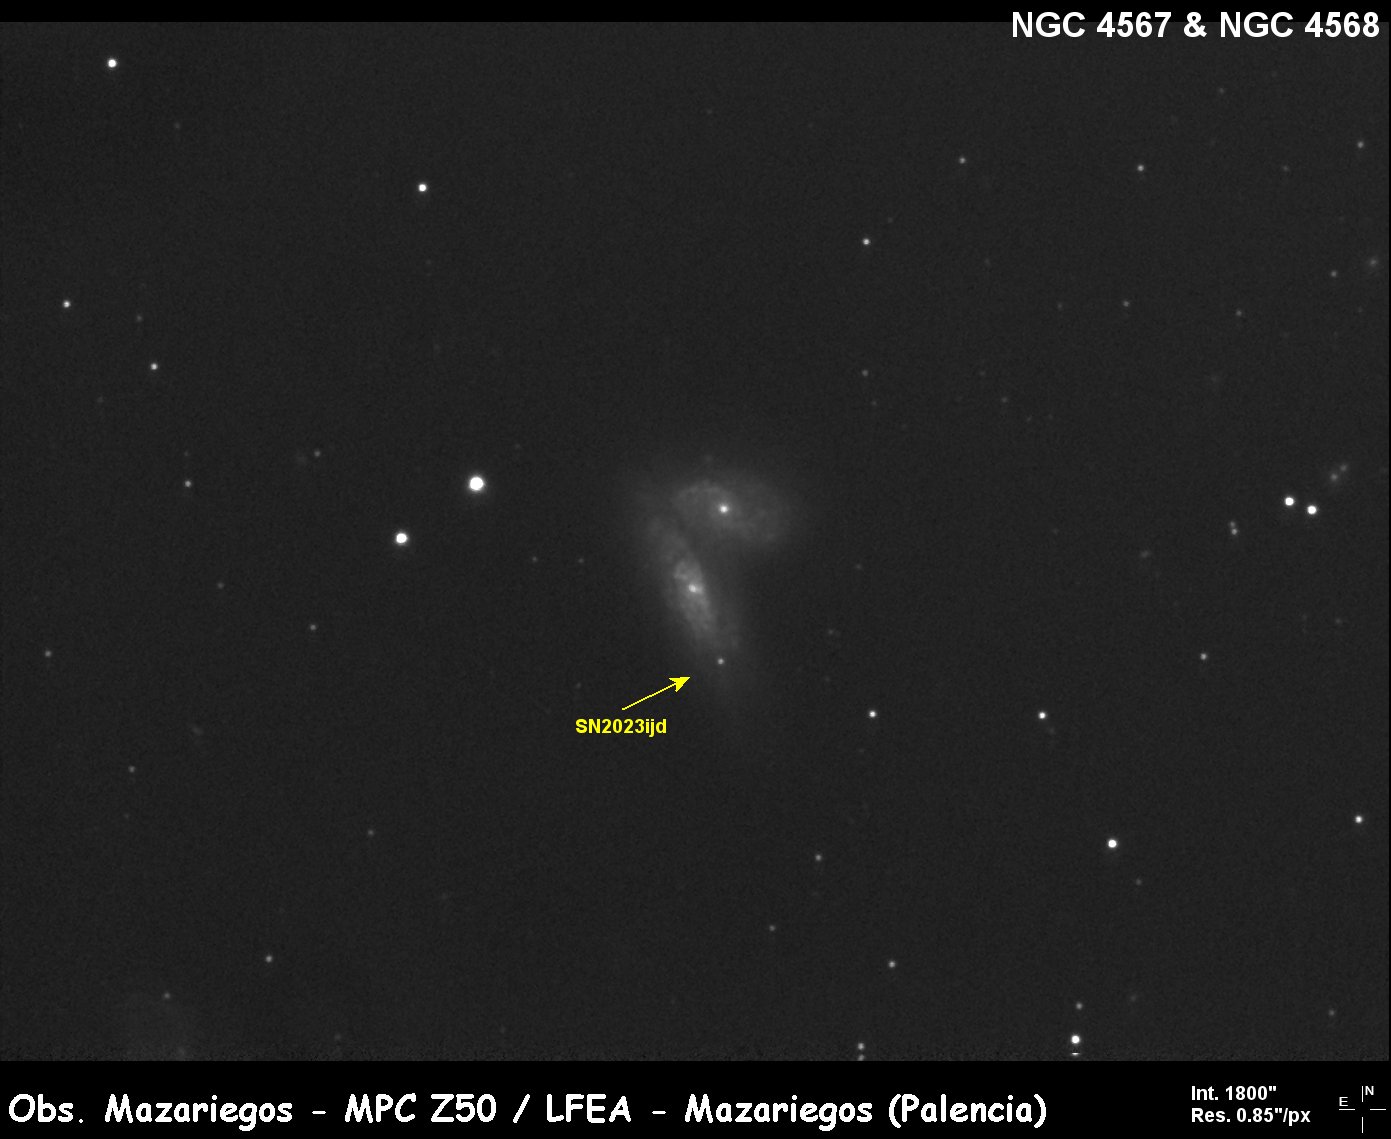 NGC 4567 & NGC 4568
SN2023ijd
Obs. Mazariegos - MPC Z50 / LFEA - Mazariegos (Palencia)
Int. 1800"
Res. 0.85"/px
N
E